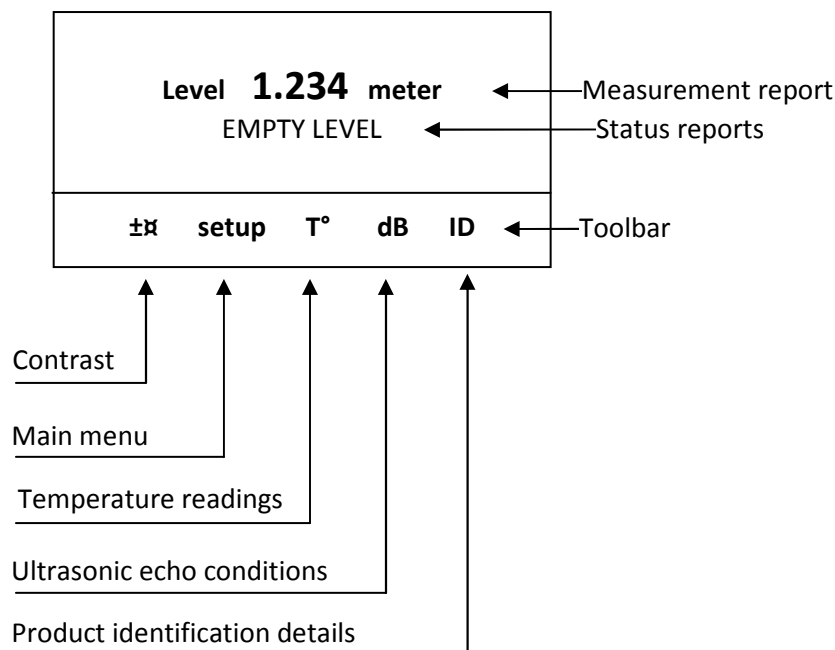 Level 1.234 meter
Measurement report
EMPTY LEVEL
Status reports
±¤ setup T° dB ID
Toolbar
Contrast
Main menu
Temperature readings
Ultrasonic echo conditions
Product identification details